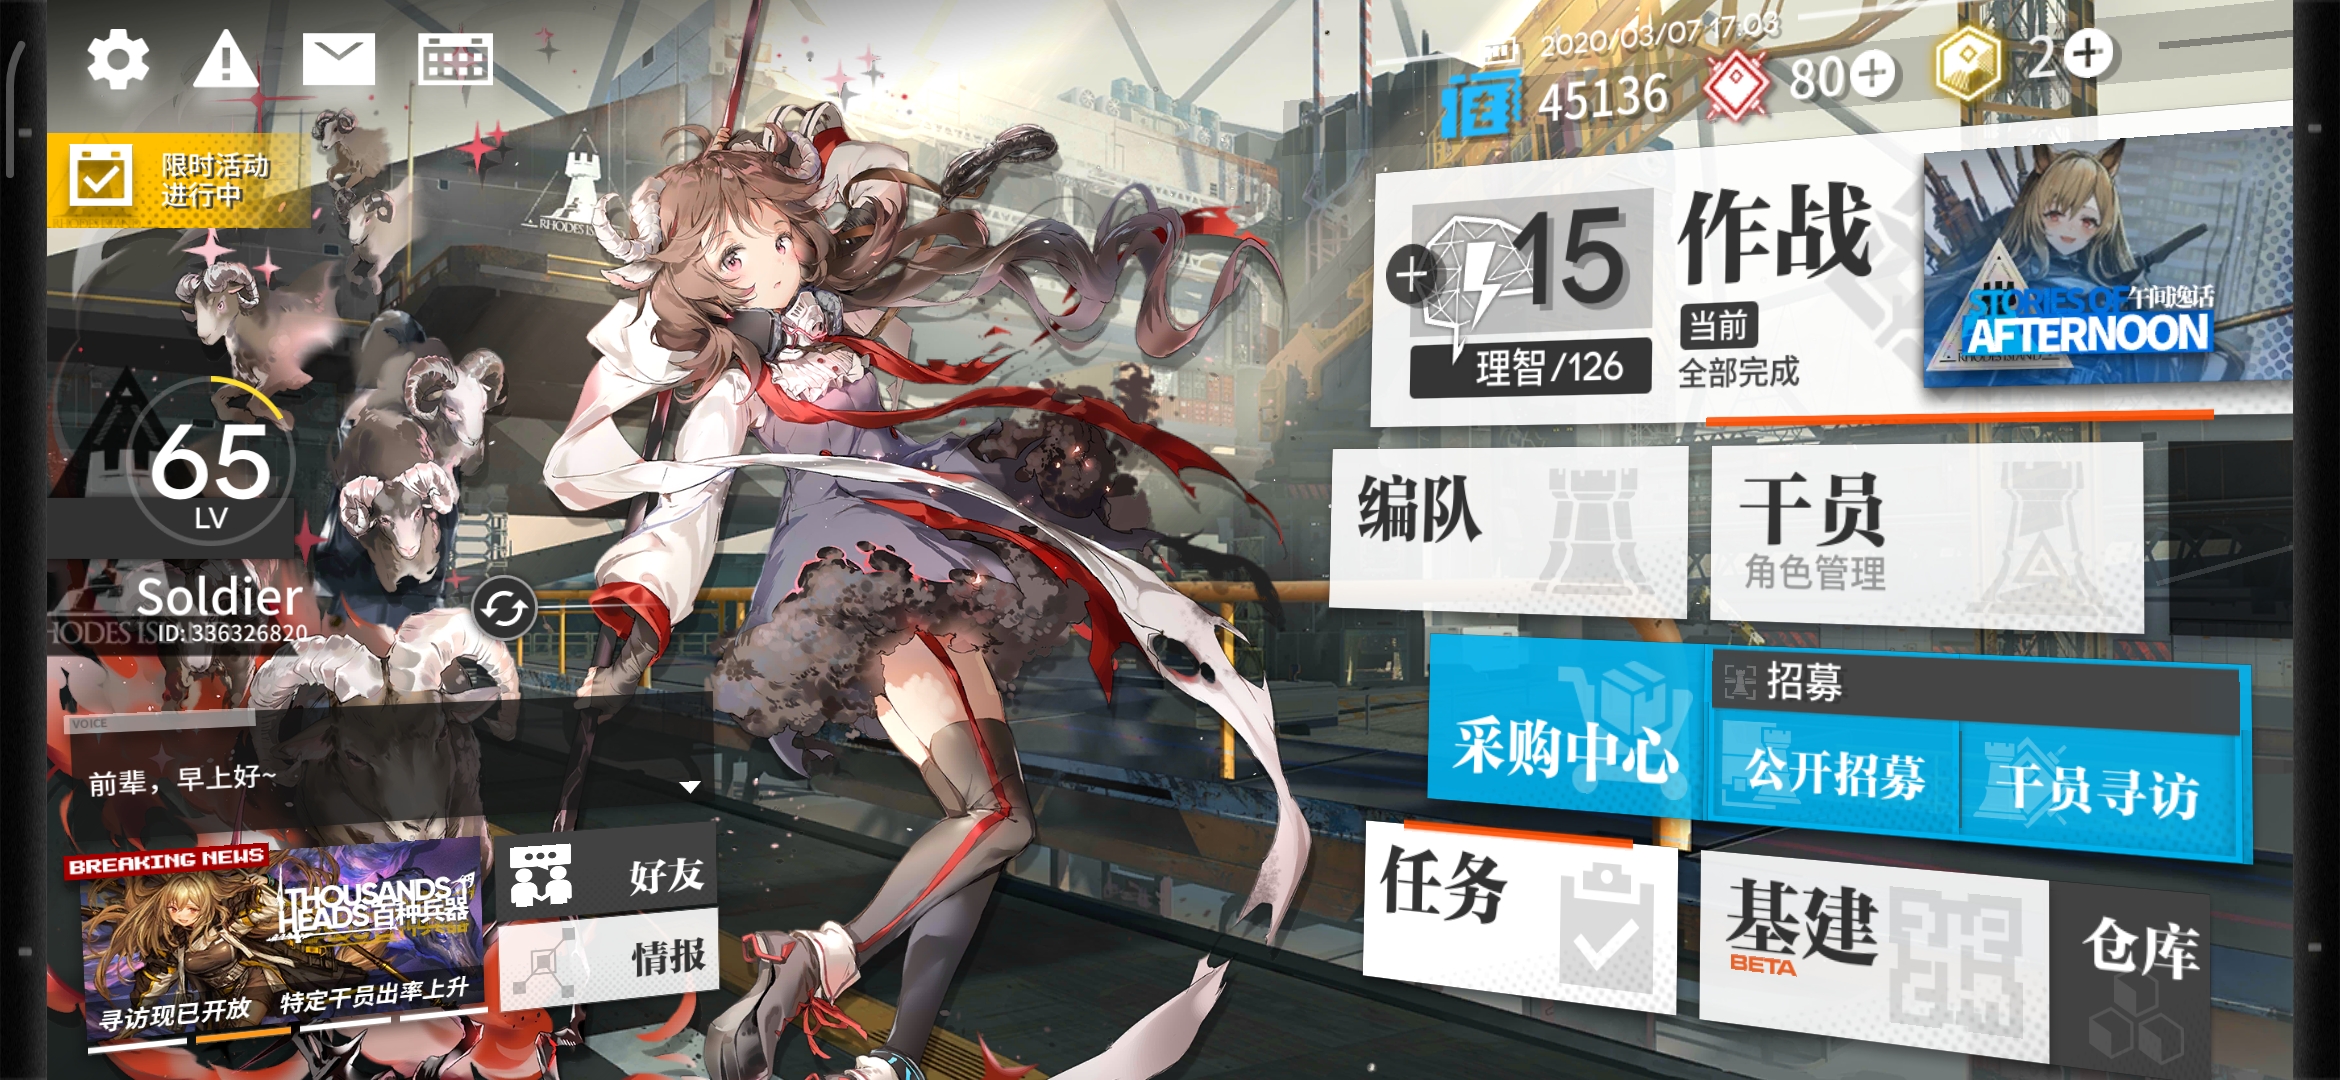 2020/03/07 17:03
45136
80
2
限时活动
进行中
RHODES ISLAND
15
理智/126
作战
当前
全部完成
STORIES OF 午间逸话
AFTERNOON
RHODES ISLAND
65
LV
编队
干员
角色管理
Soldier
ID: 336326820
采购中心
招募
公开招募
干员寻访
VOICE
前辈，早上好~
BREAKING NEWS
THOUSANDS
HEADS 百种兵器
寻访现已开放 特定干员出率上升
好友
情报
任务
基建
BETA
仓库